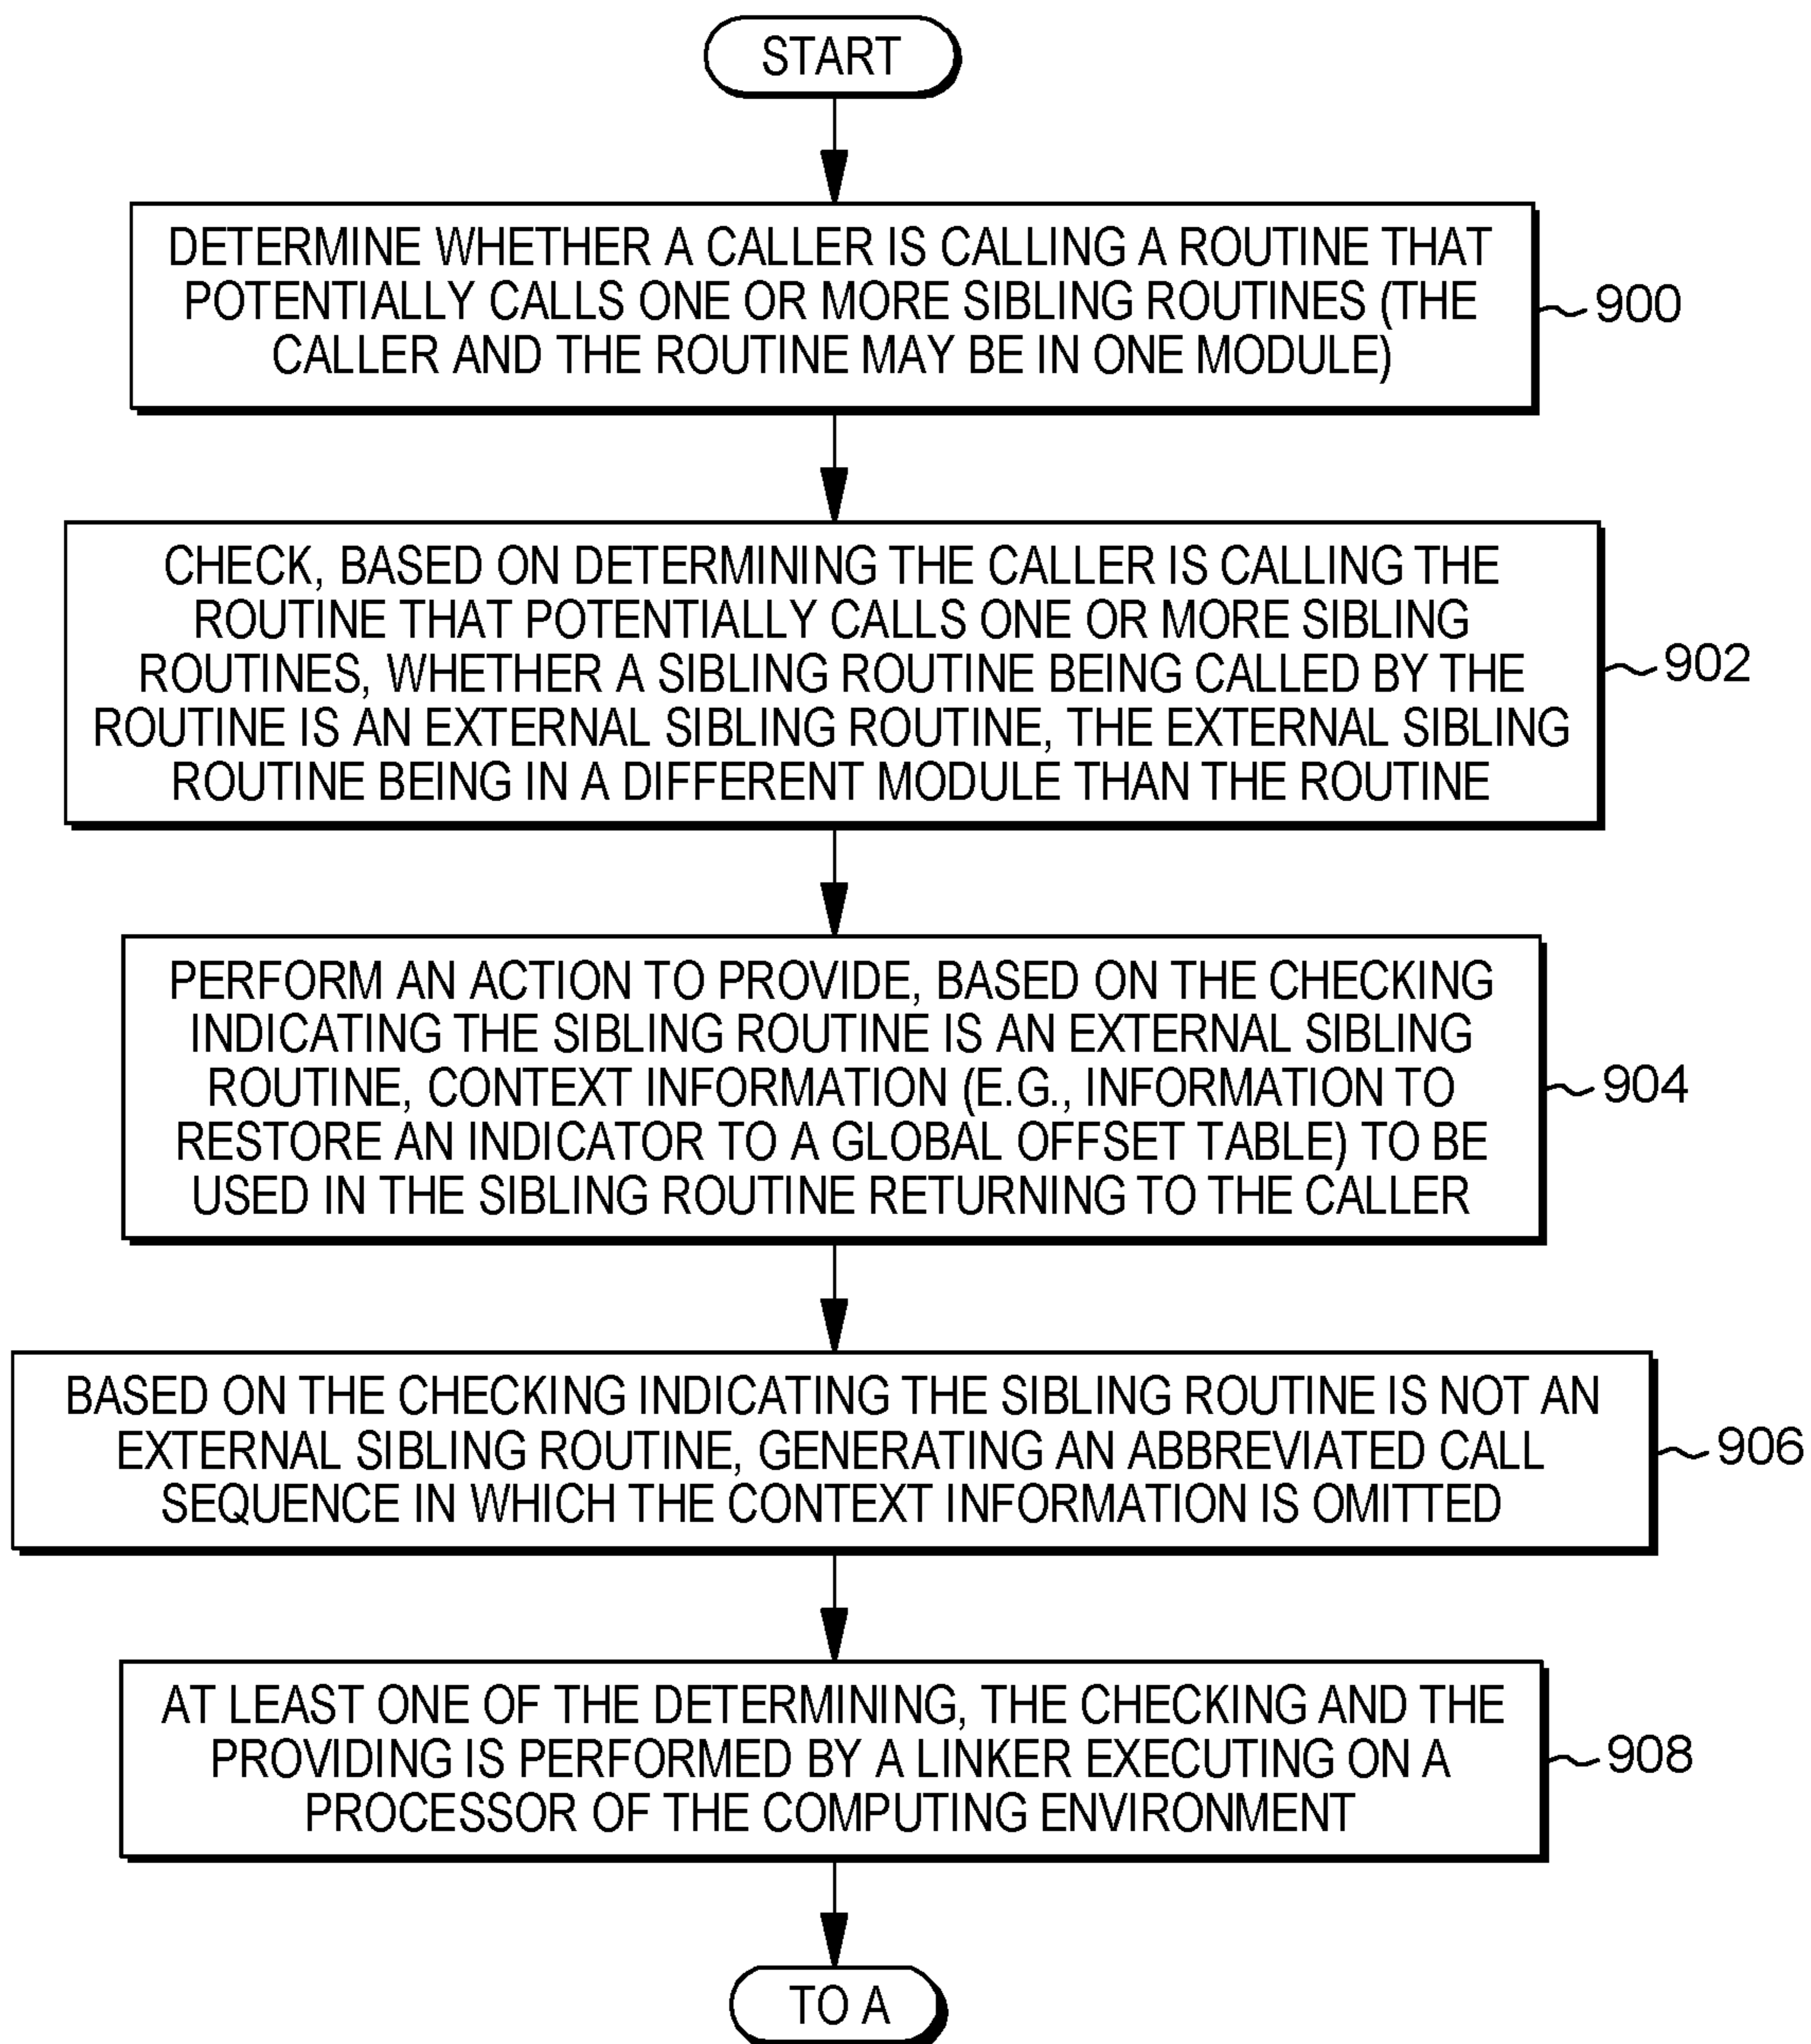 START
DETERMINE WHETHER A CALLER IS CALLING A ROUTINE THAT
POTENTIALLY CALLS ONE OR MORE SIBLING ROUTINES (THE
CALLER AND THE ROUTINE MAY BE IN ONE MODULE)
900
CHECK, BASED ON DETERMINING THE CALLER IS CALLING THE
ROUTINE THAT POTENTIALLY CALLS ONE OR MORE SIBLING
ROUTINES, WHETHER A SIBLING ROUTINE BEING CALLED BY THE
ROUTINE IS AN EXTERNAL SIBLING ROUTINE, THE EXTERNAL SIBLING
ROUTINE BEING IN A DIFFERENT MODULE THAN THE ROUTINE
902
PERFORM AN ACTION TO PROVIDE, BASED ON THE CHECKING
INDICATING THE SIBLING ROUTINE IS AN EXTERNAL SIBLING
ROUTINE, CONTEXT INFORMATION (E.G., INFORMATION TO
RESTORE AN INDICATOR TO A GLOBAL OFFSET TABLE) TO BE
USED IN THE SIBLING ROUTINE RETURNING TO THE CALLER
904
BASED ON THE CHECKING INDICATING THE SIBLING ROUTINE IS NOT AN
EXTERNAL SIBLING ROUTINE, GENERATING AN ABBREVIATED CALL
SEQUENCE IN WHICH THE CONTEXT INFORMATION IS OMITTED
906
AT LEAST ONE OF THE DETERMINING, THE CHECKING AND THE
PROVIDING IS PERFORMED BY A LINKER EXECUTING ON A
PROCESSOR OF THE COMPUTING ENVIRONMENT
908
TO A